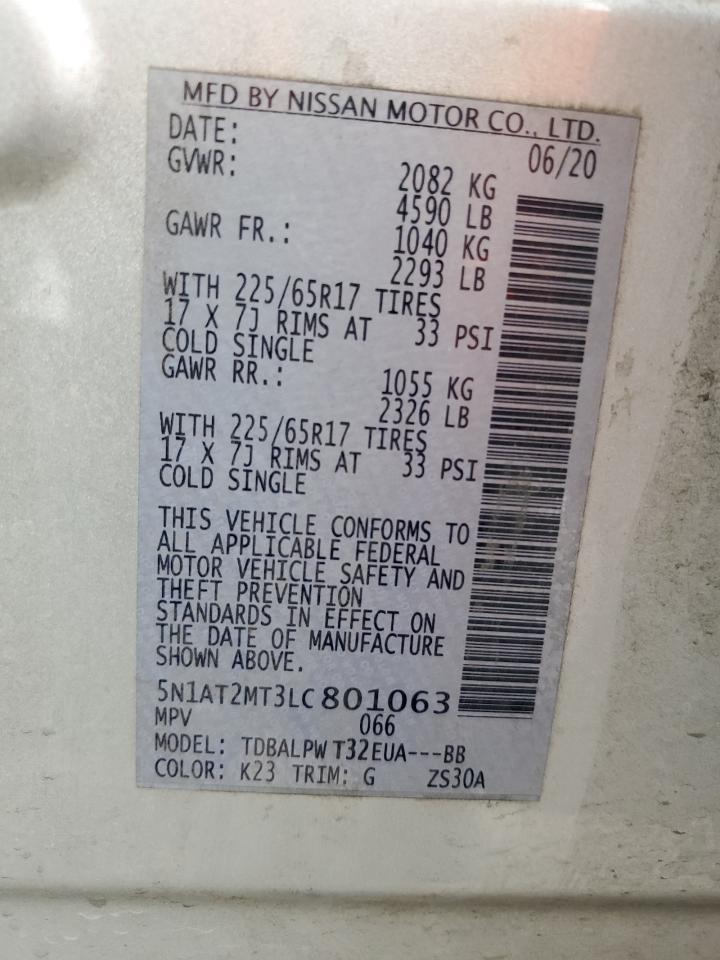 MFD BY NISSAN MOTOR CO., LTD.
DATE: 06/20
GVWR: 2082 KG
4590 LB
GAWR FR.: 1040 KG
2293 LB
WITH 225/65R17 TIRES
17 X 7J RIMS AT 33 PSI
COLD SINGLE
GAWR RR.: 1055 KG
2326 LB
WITH 225/65R17 TIRES
17 X 7J RIMS AT 33 PSI
COLD SINGLE
THIS VEHICLE CONFORMS TO
ALL APPLICABLE FEDERAL
MOTOR VEHICLE SAFETY AND
THEFT PREVENTION
STANDARDS IN EFFECT ON
THE DATE OF MANUFACTURE
SHOWN ABOVE.
5N1AT2MT3LC801063
MPV 066
MODEL: TDBALPW T32EUA---BB
COLOR: K23 TRIM: G ZS30A